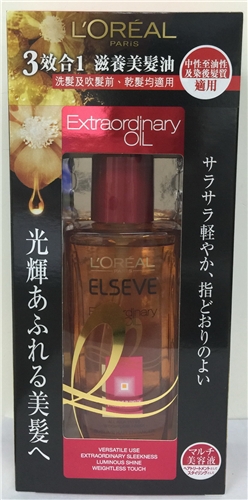 L'ORÉAL
PARIS
3效合1 滋養美髮油
洗髮及吹髮前、乾髮均適用
中性至油性
及染後髮質
適用
Extraordinary
OIL
サラサラ軽やか、指どおりのよい
光輝あふれる美髪へ
L'ORÉAL
ELSEVE
Extraordinary
VERSATILE USE
EXTRAORDINARY SLEEKNESS
LUMINOUS SHINE
WEIGHTLESS TOUCH
マルチ
美容液